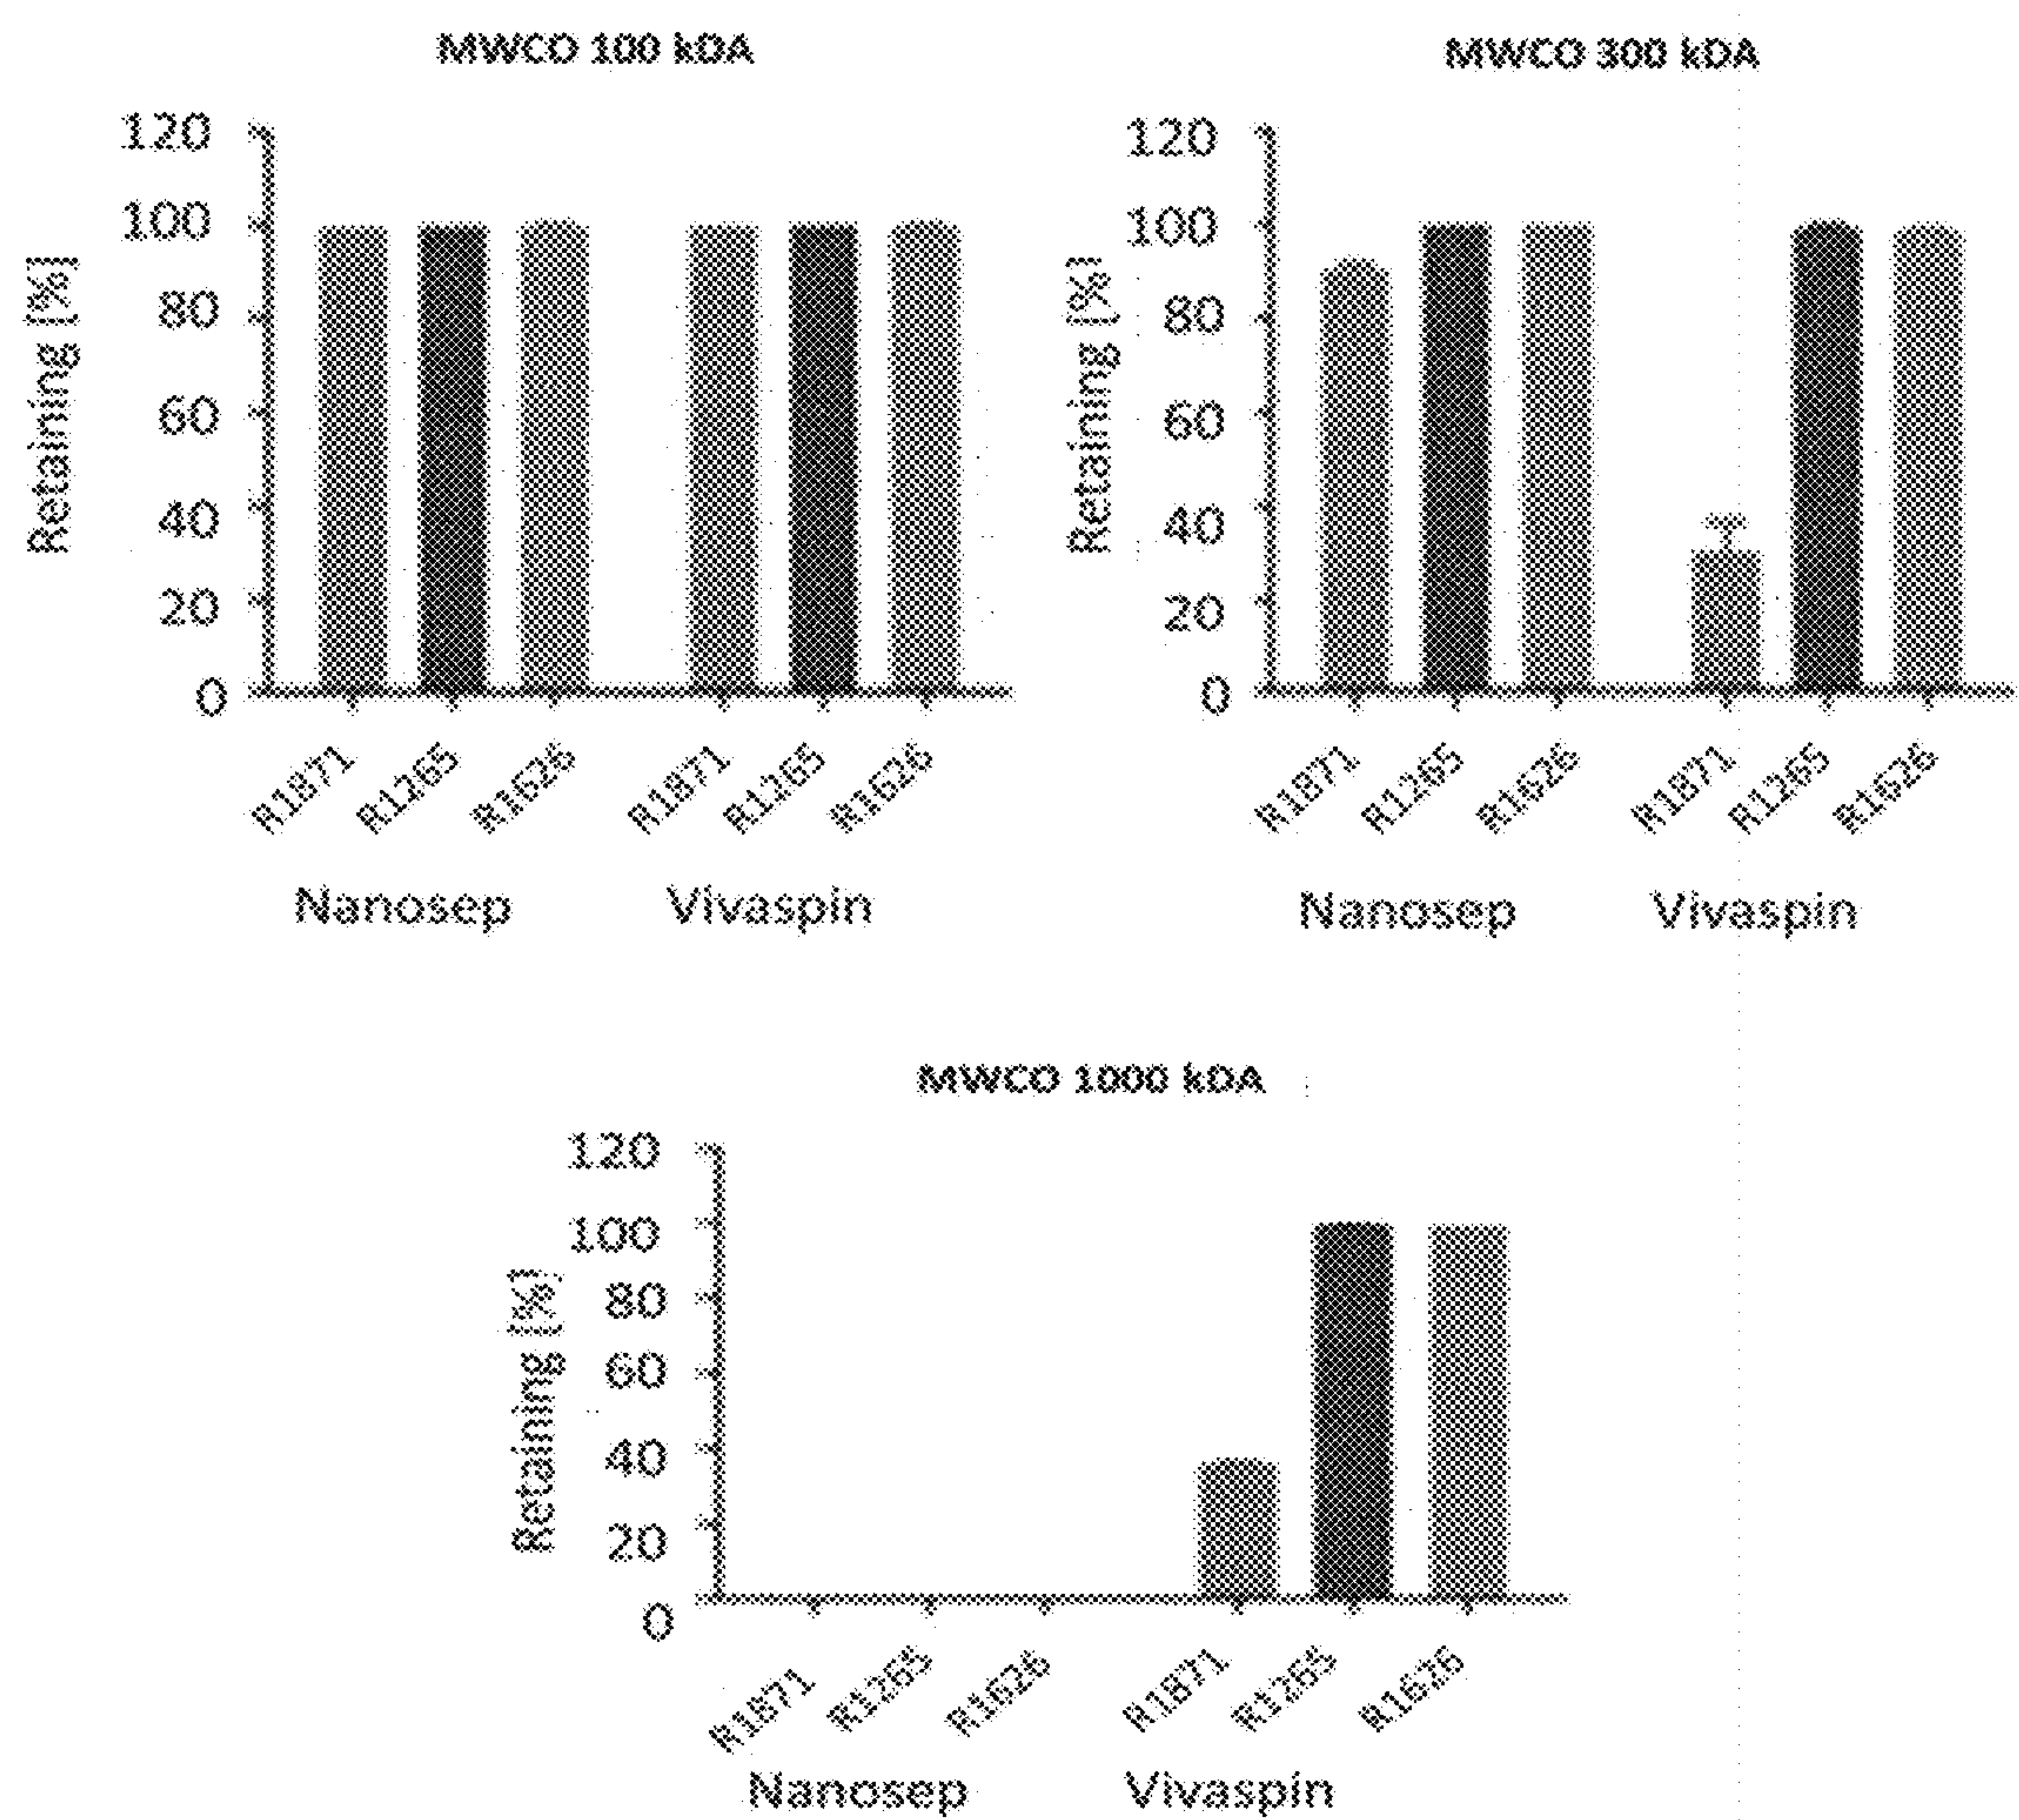 MWCO 100 kDA
120
100
80
60
40
20
0
Retaining [%]
R1871
R1265
R1626
R1871
R1265
R1626
Nanosep
Vivaspin
MWCO 300 kDA
120
100
80
60
40
20
0
Retaining [%]
R1871
R1265
R1626
R1871
R1265
R1626
Nanosep
Vivaspin
MWCO 1000 kDA
120
100
80
60
40
20
0
Retaining [%]
R1871
R1265
R1626
R1871
R1265
R1626
Nanosep
Vivaspin